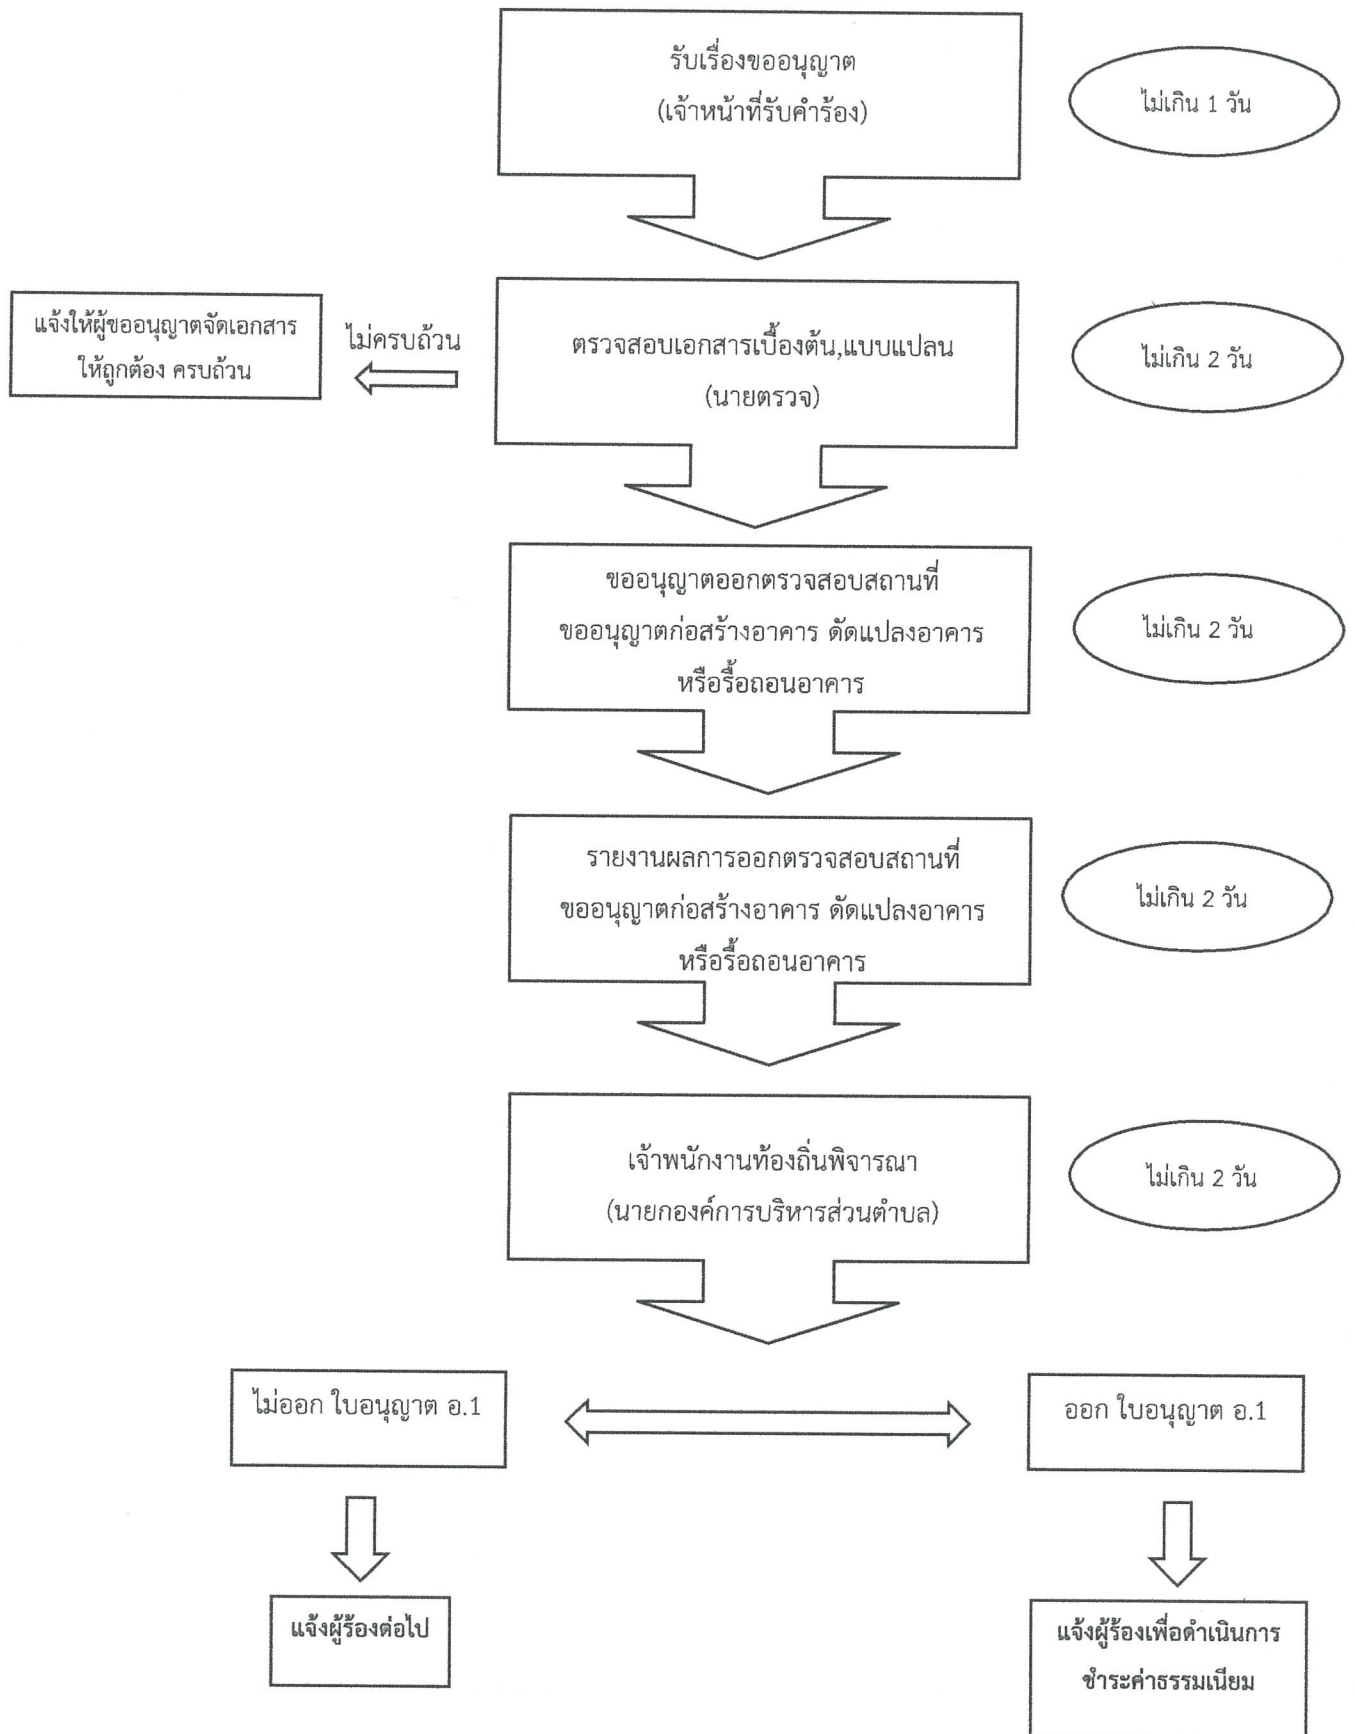 รับเรื่องขออนุญาต
(เจ้าหน้าที่รับคำร้อง)
ไม่เกิน 1 วัน
แจ้งให้ผู้ขออนุญาตจัดเอกสาร
ให้ถูกต้อง ครบถ้วน
ไม่ครบถ้วน
ตรวจสอบเอกสารเบื้องต้น,แบบแปลน
(นายตรวจ)
ไม่เกิน 2 วัน
ขออนุญาตออกตรวจสอบสถานที่
ขออนุญาตก่อสร้างอาคาร ดัดแปลงอาคาร
หรือรื้อถอนอาคาร
ไม่เกิน 2 วัน
รายงานผลการออกตรวจสอบสถานที่
ขออนุญาตก่อสร้างอาคาร ดัดแปลงอาคาร
หรือรื้อถอนอาคาร
ไม่เกิน 2 วัน
เจ้าพนักงานท้องถิ่นพิจารณา
(นายกองค์การบริหารส่วนตำบล)
ไม่เกิน 2 วัน
ไม่ออก ใบอนุญาต อ.1
ออก ใบอนุญาต อ.1
แจ้งผู้ร้องต่อไป
แจ้งผู้ร้องเพื่อดำเนินการ
ชำระค่าธรรมเนียม